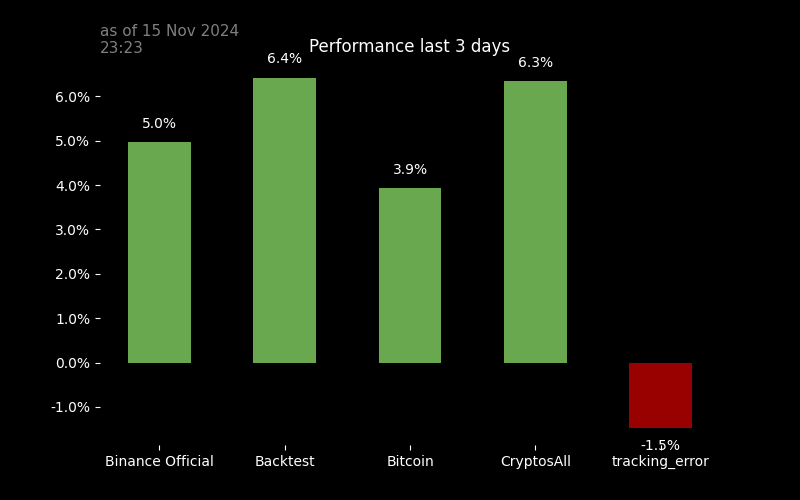 as of 15 Nov 2024
23:23
Performance last 3 days
6.4%
6.3%
5.0%
3.9%
6.0%
5.0%
4.0%
3.0%
2.0%
1.0%
0.0%
-1.0%
-1.5%
Binance Official
Backtest
Bitcoin
CryptosAll
tracking_error